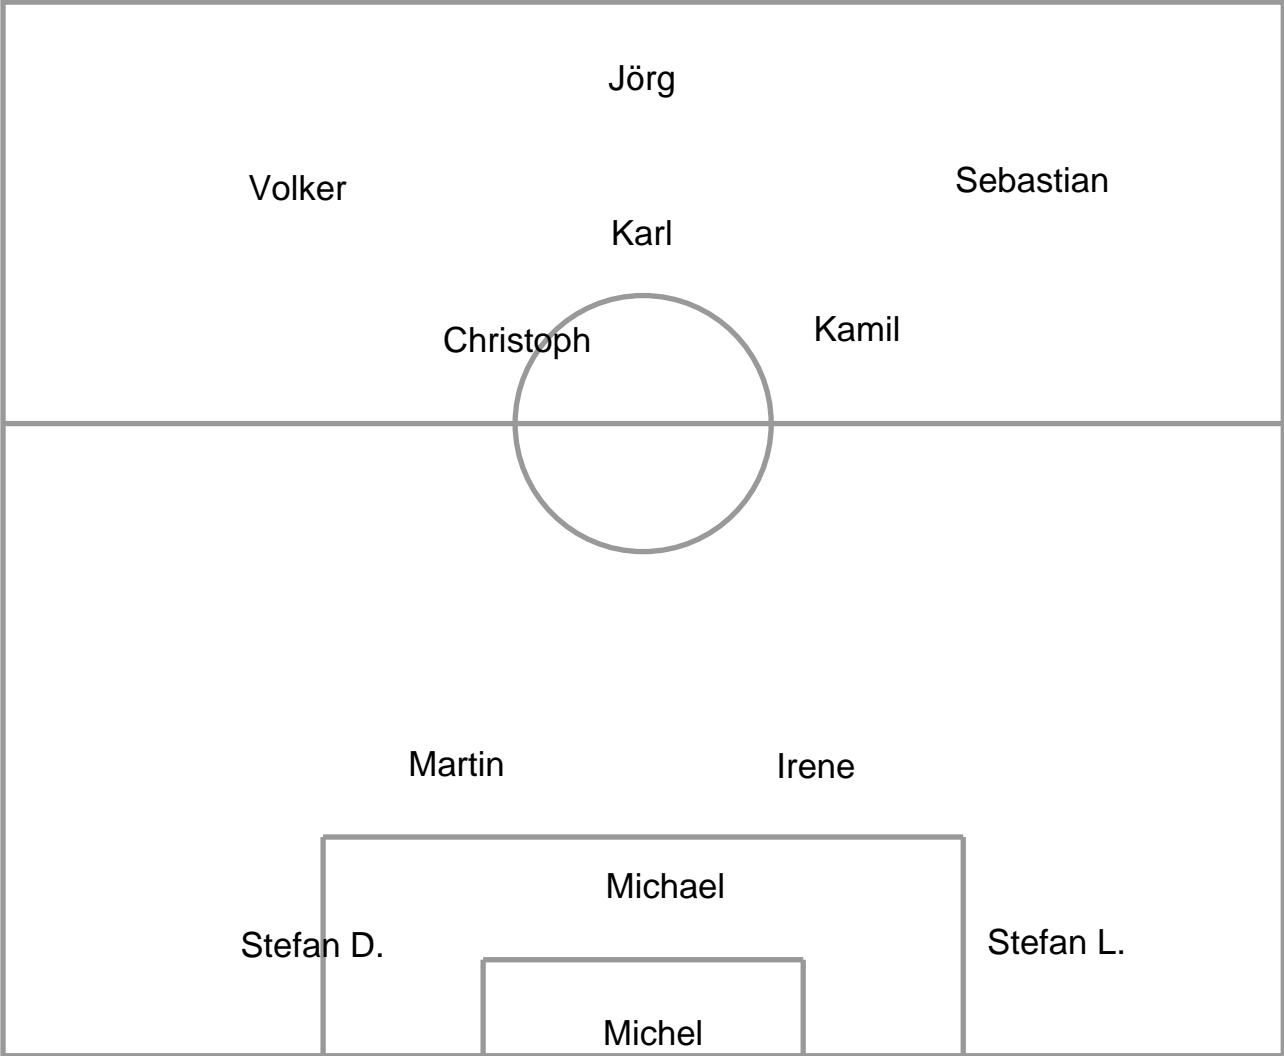 Jörg
Volker
Sebastian
Karl
Christoph
Kamil
Martin
Irene
Michael
Stefan D.
Stefan L.
Michel